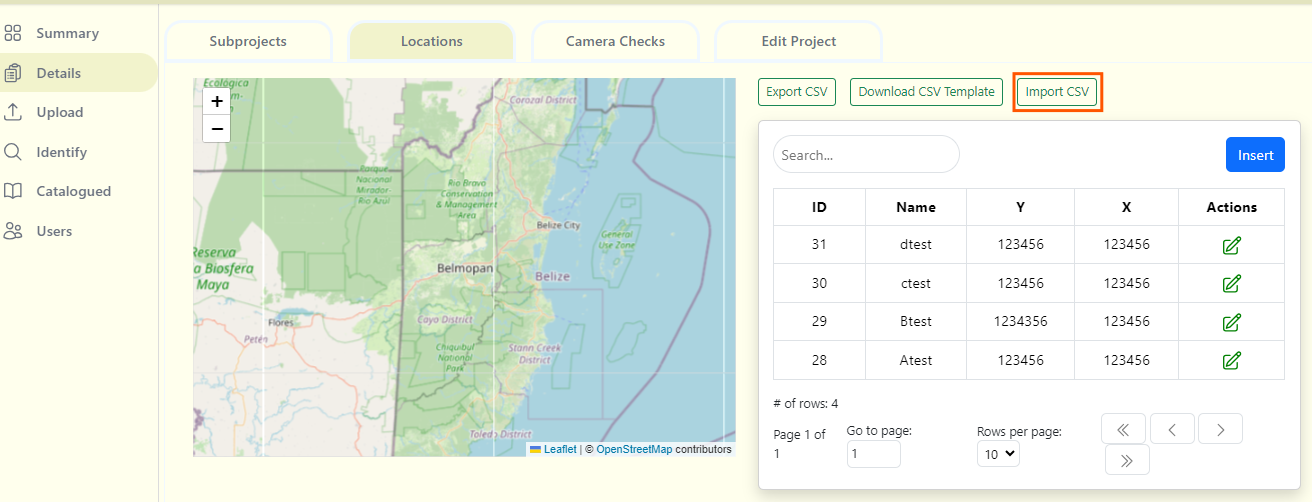 Summary
Details
Upload
Identify
Catalogued
Users
Subprojects
Locations
Camera Checks
Edit Project
+
−
Ecológica
Corozal District
Parque
Nacional
Mirador-
Rio Azul
Rio Bravo
Conservation
& Management
Area
Belize City
General
Use Zone
Reserva
a Biosfera
Maya
Belmopan
Belize
Flores
Petén
Cayo District
Chiquibul
National
Park
Stann Creek
District
Toledo District
Leaflet | © OpenStreetMap contributors
Export CSV
Download CSV Template
Import CSV
Search...
Insert
ID Name Y X Actions
31 dtest 123456 123456
30 ctest 123456 123456
29 Btest 1234356 123456
28 Atest 123456 123456
# of rows: 4
Page 1 of
1
Go to page:
1
Rows per page:
10